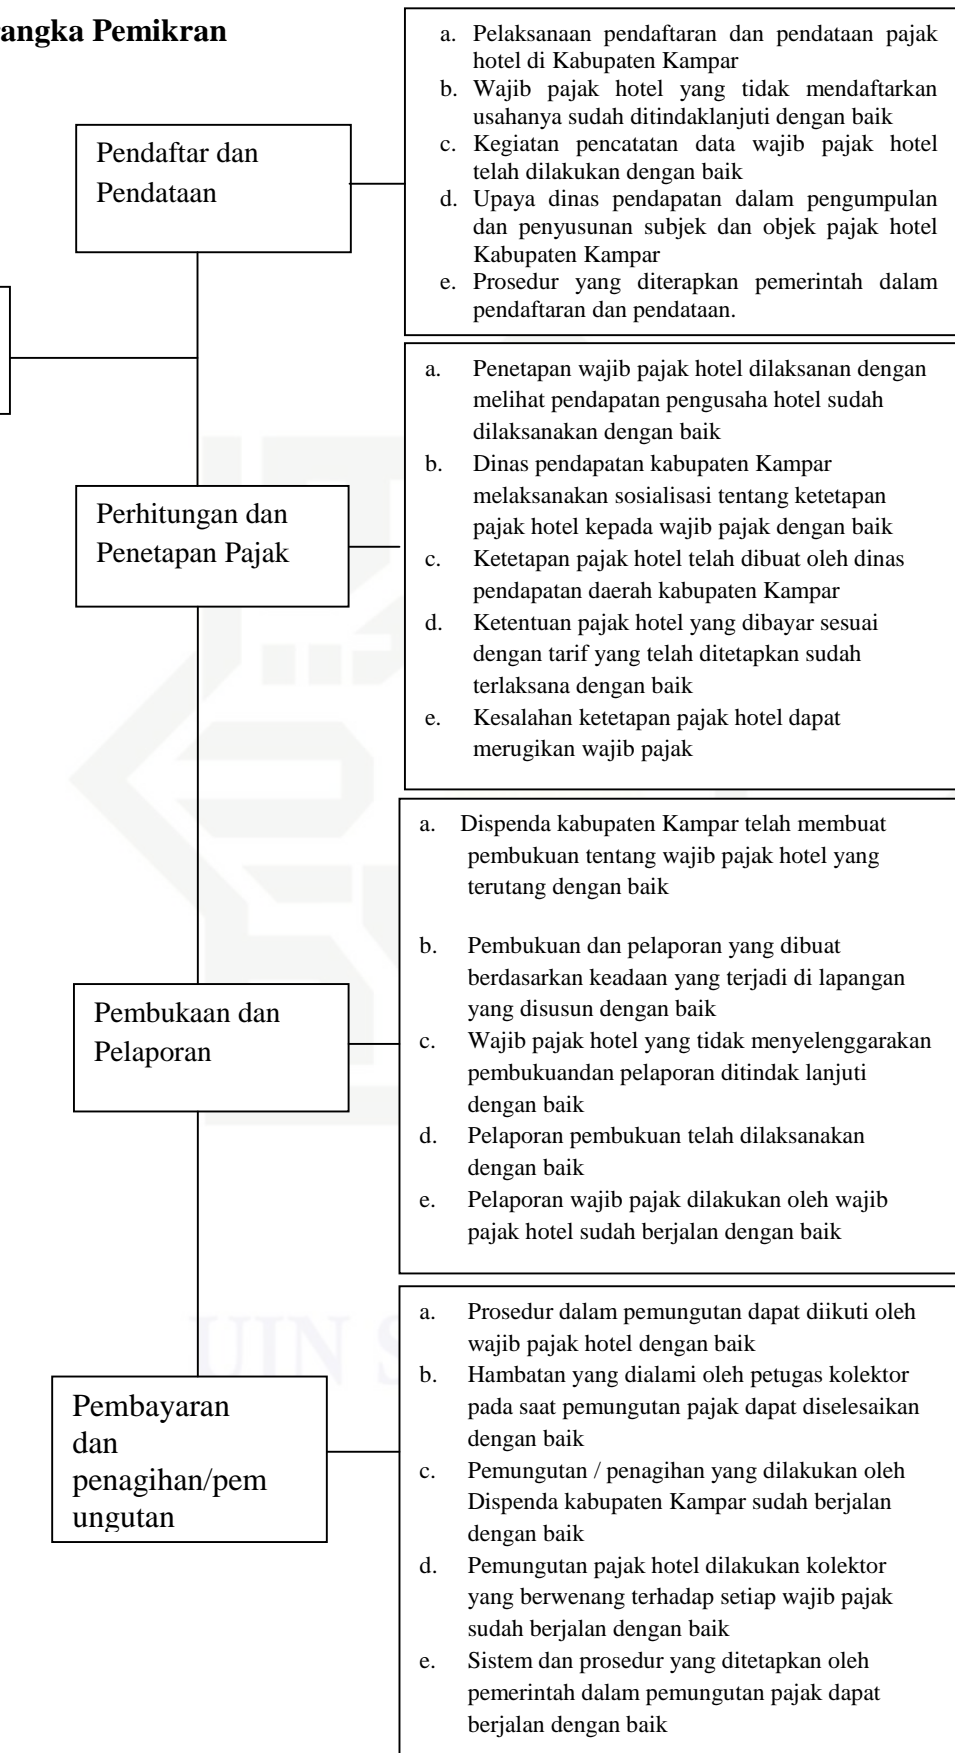 rangka Pemikran
Pendaftar dan
Pendataan
a. Pelaksanaan pendaftaran dan pendataan pajak
hotel di Kabupaten Kampar
b. Wajib pajak hotel yang tidak mendaftarkan
usahanya sudah ditindaklanjuti dengan baik
c. Kegiatan pencatatan data wajib pajak hotel
telah dilakukan dengan baik
d. Upaya dinas pendapatan dalam pengumpulan
dan penyusunan subjek dan objek pajak hotel
Kabupaten Kampar
e. Prosedur yang diterapkan pemerintah dalam
pendaftaran dan pendataan.
Perhitungan dan
Penetapan Pajak
a. Penetapan wajib pajak hotel dilaksanan dengan
melihat pendapatan pengusaha hotel sudah
dilaksanakan dengan baik
b. Dinas pendapatan kabupaten Kampar
melaksanakan sosialisasi tentang ketetapan
pajak hotel kepada wajib pajak dengan baik
c. Ketetapan pajak hotel telah dibuat oleh dinas
pendapatan daerah kabupaten Kampar
d. Ketentuan pajak hotel yang dibayar sesuai
dengan tarif yang telah ditetapkan sudah
terlaksana dengan baik
e. Kesalahan ketetapan pajak hotel dapat
merugikan wajib pajak
Pembukaan dan
Pelaporan
a. Dispenda kabupaten Kampar telah membuat
pembukuan tentang wajib pajak hotel yang
terutang dengan baik
b. Pembukuan dan pelaporan yang dibuat
berdasarkan keadaan yang terjadi di lapangan
yang disusun dengan baik
c. Wajib pajak hotel yang tidak menyelenggarakan
pembukuandan pelaporan ditindak lanjuti
dengan baik
d. Pelaporan pembukuan telah dilaksanakan
dengan baik
e. Pelaporan wajib pajak dilakukan oleh wajib
pajak hotel sudah berjalan dengan baik
Pembayaran
dan
penagihan/pem
ungutan
a. Prosedur dalam pemungutan dapat diikuti oleh
wajib pajak hotel dengan baik
b. Hambatan yang dialami oleh petugas kolektor
pada saat pemungutan pajak dapat diselesaikan
dengan baik
c. Pemungutan / penagihan yang dilakukan oleh
Dispenda kabupaten Kampar sudah berjalan
dengan baik
d. Pemungutan pajak hotel dilakukan kolektor
yang berwenang terhadap setiap wajib pajak
sudah berjalan dengan baik
e. Sistem dan prosedur yang ditetapkan oleh
pemerintah dalam pemungutan pajak dapat
berjalan dengan baik
UIN S